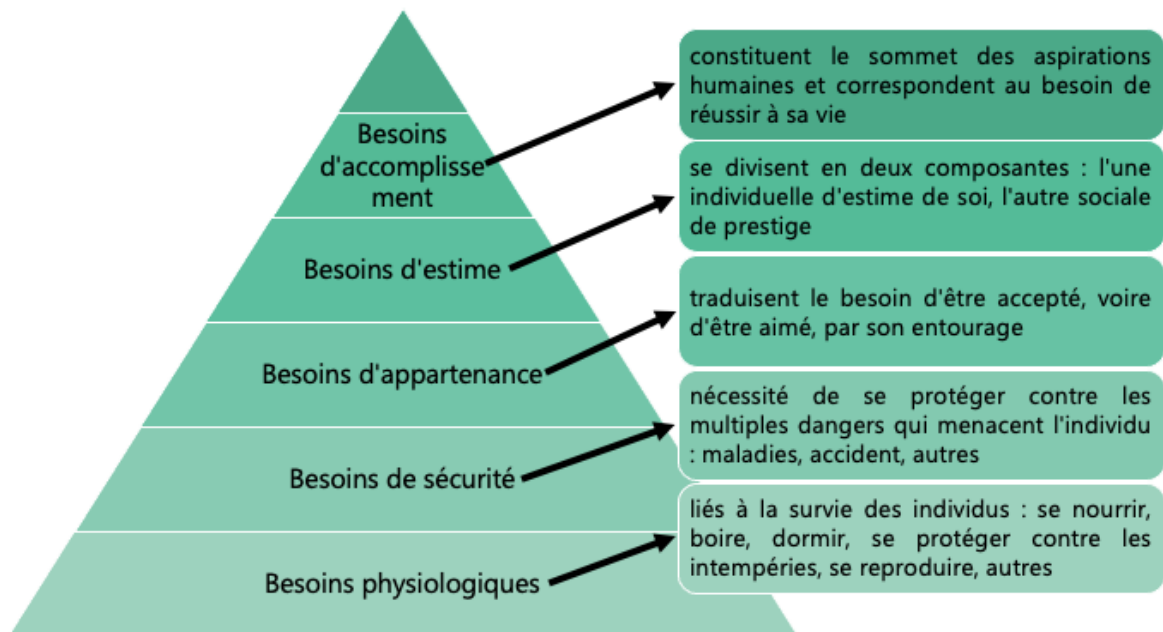 constituent le sommet des aspirations
humaines et correspondent au besoin de
réussir à sa vie
Besoins
d'accomplisse
ment
se divisent en deux composantes : l'une
individuelle d'estime de soi, l'autre sociale
de prestige
Besoins d'estime
traduisent le besoin d'être accepté, voire
d'être aimé, par son entourage
Besoins d'appartenance
nécessité de se protéger contre les
multiples dangers qui menacent l'individu
: maladies, accident, autres
Besoins de sécurité
liés à la survie des individus : se nourrir,
boire, dormir, se protéger contre les
intempéries, se reproduire, autres
Besoins physiologiques